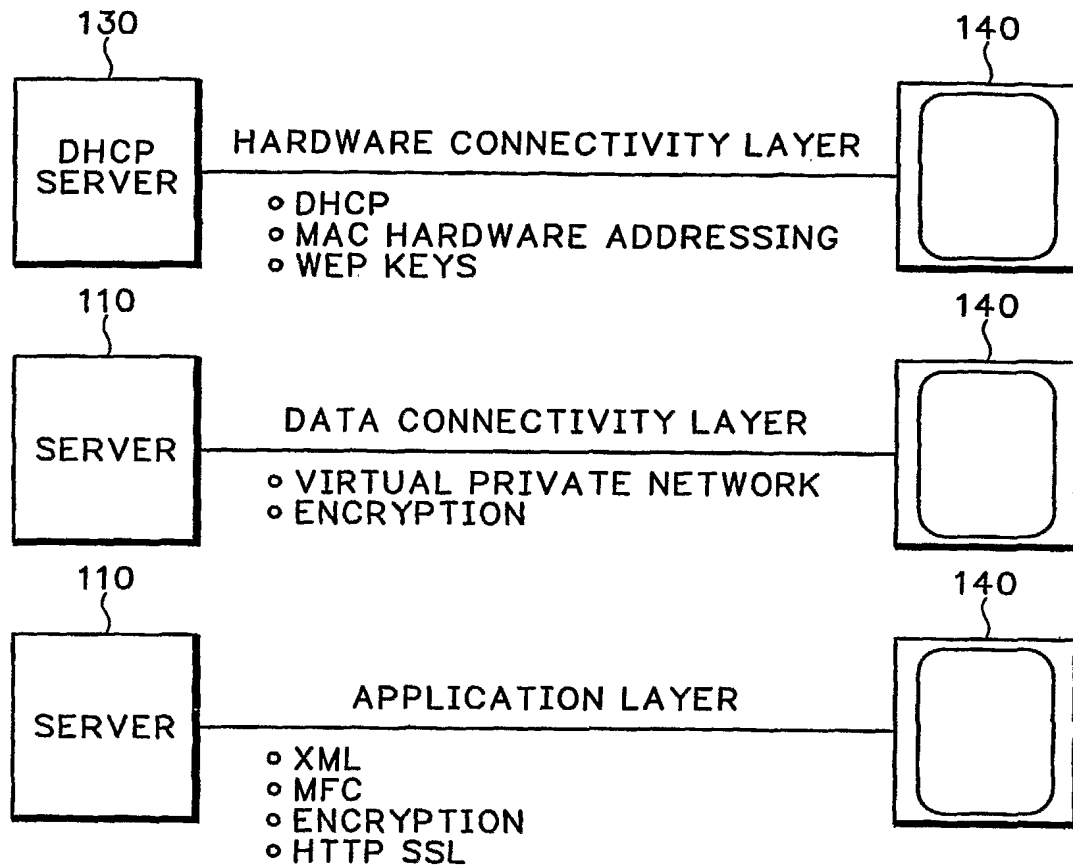 130
140
DHCP
SERVER
HARDWARE CONNECTIVITY LAYER
DHCP
MAC HARDWARE ADDRESSING
WEP KEYS
110
140
SERVER
DATA CONNECTIVITY LAYER
VIRTUAL PRIVATE NETWORK
ENCRYPTION
110
140
SERVER
APPLICATION LAYER
XML
MFC
ENCRYPTION
HTTP SSL